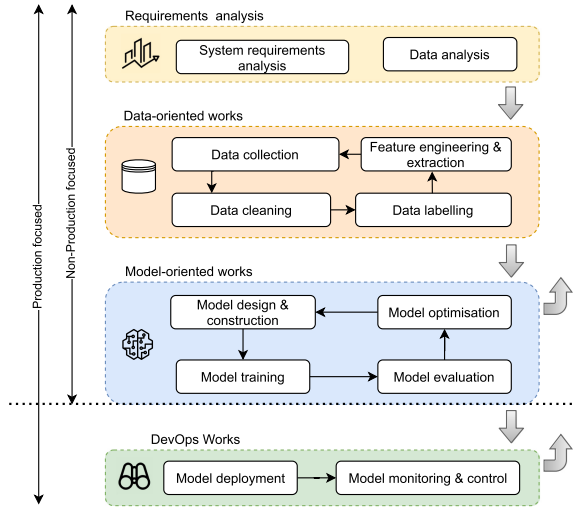 Requirements analysis
System requirements
analysis
Data analysis
Data-oriented works
Data collection
Feature engineering &
extraction
Data cleaning
Data labelling
Model-oriented works
Model design &
construction
Model optimisation
Model training
Model evaluation
DevOps Works
Model deployment
Model monitoring & control
Production focused
Non-Production focused